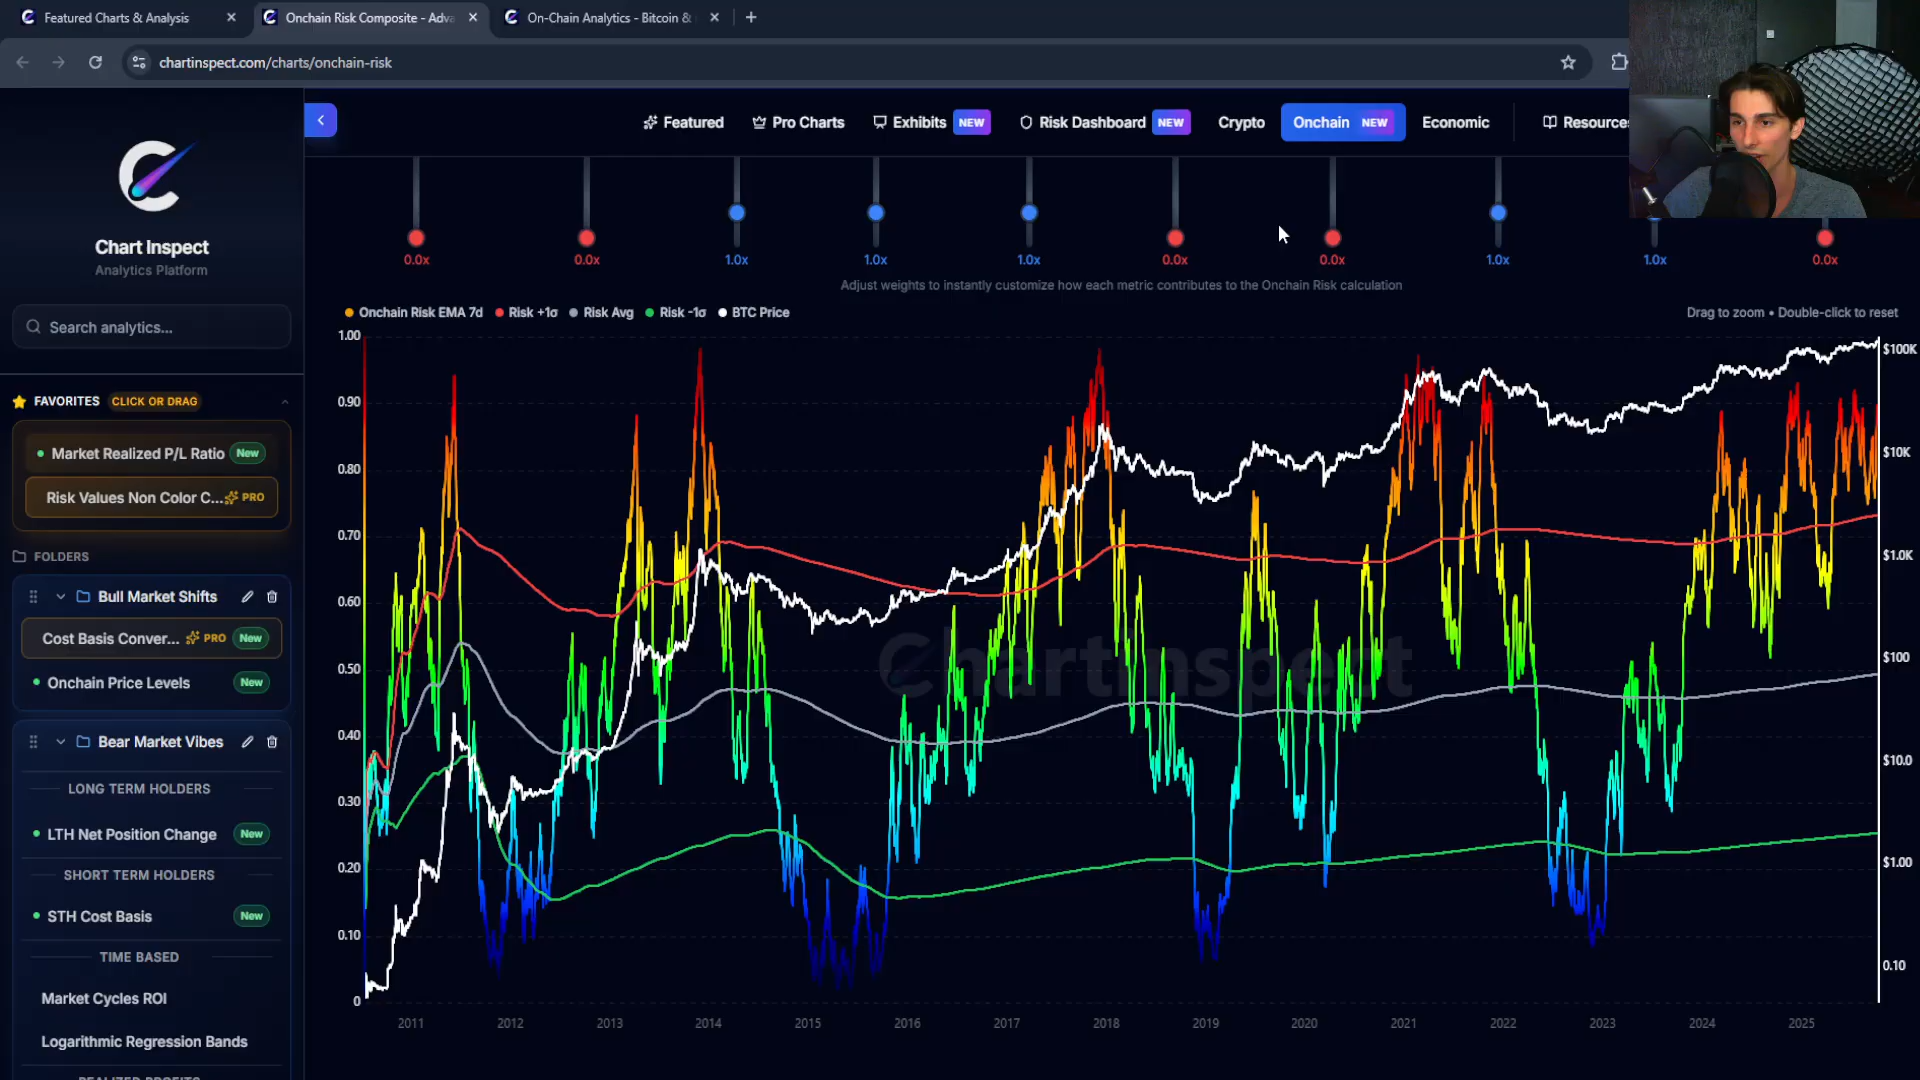 Featured Charts & Analysis
Onchain Risk Composite - Adva
On-Chain Analytics - Bitcoin &
chartinspect.com/charts/onchain-risk
Featured
Pro Charts
Exhibits NEW
Risk Dashboard NEW
Crypto
Onchain NEW
Economic
Resources
Chart Inspect
Analytics Platform
Search analytics...
FAVORITES CLICK OR DRAG
Market Realized P/L Ratio New
Risk Values Non Color C... PRO
FOLDERS
Bull Market Shifts
Cost Basis Conver... PRO New
Onchain Price Levels New
Bear Market Vibes
LONG TERM HOLDERS
LTH Net Position Change New
SHORT TERM HOLDERS
STH Cost Basis New
TIME BASED
Market Cycles ROI
Logarithmic Regression Bands
REALIZED PROFITS
0.0x 0.0x 1.0x 1.0x 1.0x 0.0x 0.0x 1.0x 1.0x 0.0x
Adjust weights to instantly customize how each metric contributes to the Onchain Risk calculation
Onchain Risk EMA 7d Risk +1σ Risk Avg Risk -1σ BTC Price
Drag to zoom • Double-click to reset
1.00
0.90
0.80
0.70
0.60
0.50
0.40
0.30
0.20
0.10
0
$100K
$10K
$1.0K
$100
$10.0
$1.00
0.10
ChartInspect
2011 2012 2013 2014 2015 2016 2017 2018 2019 2020 2021 2022 2023 2024 2025